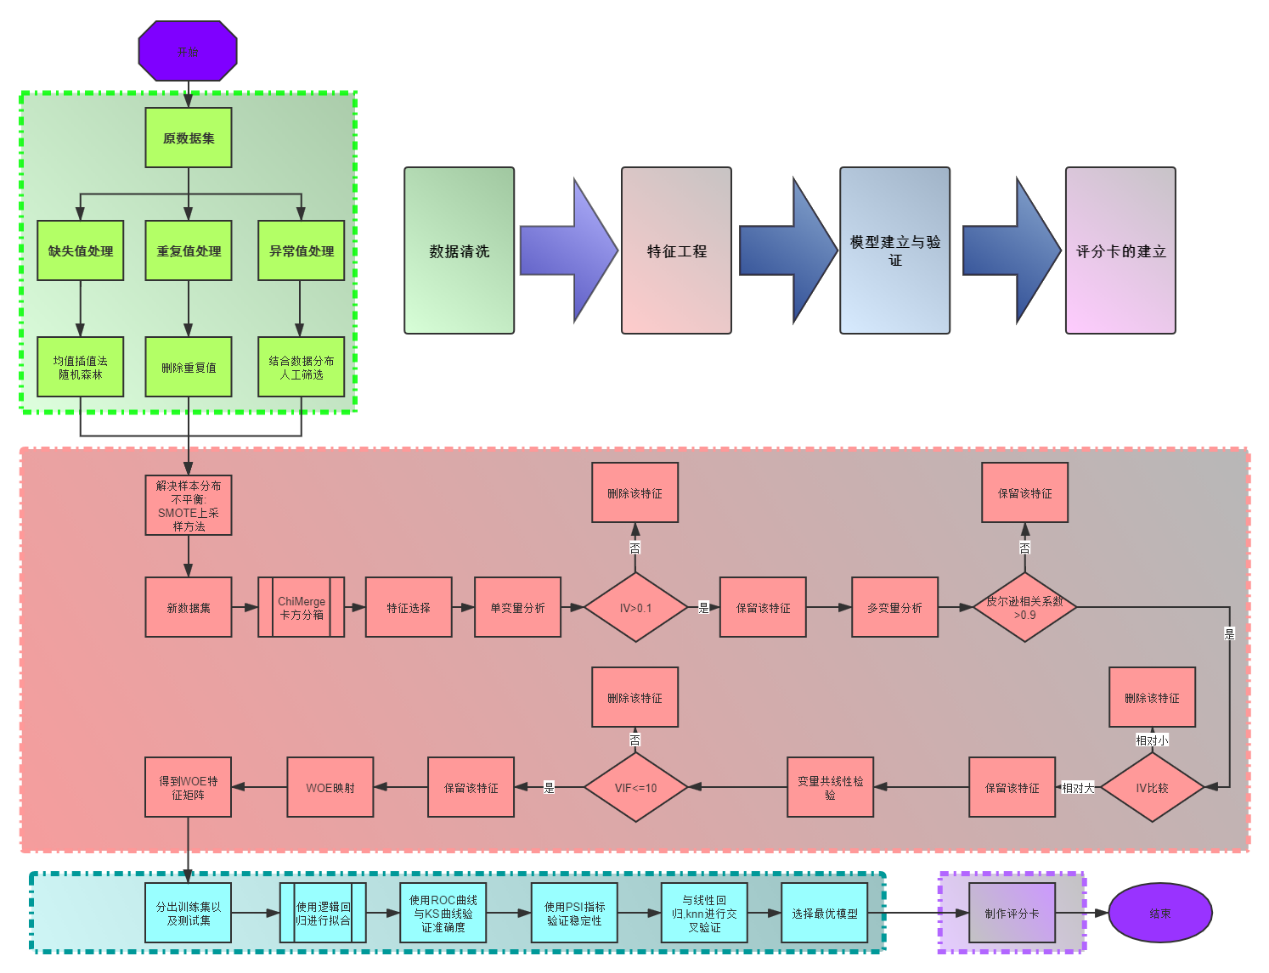 开始
原数据集
缺失值处理
重复值处理
异常值处理
均值插值法
随机森林
删除重复值
结合数据分布
人工筛选
数据清洗
特征工程
模型建立与验
证
评分卡的建立
解决样本分布
不平衡:
SMOTE上采
样方法
删除该特征
保留该特征
否
否
新数据集
ChiMerge
卡方分箱
特征选择
单变量分析
IV>0.1
是
保留该特征
多变量分析
皮尔逊相关系数
>0.9
是
删除该特征
删除该特征
否
相对小
得到WOE特
征矩阵
WOE映射
保留该特征
是
VIF<=10
变量共线性检
验
保留该特征
相对大
IV比较
分出训练集以
及测试集
使用逻辑回
归进行拟合
使用ROC曲线
与KS曲线验
证准确度
使用PSI指标
验证稳定性
与线性回
归,knn进行交
叉验证
选择最优模型
制作评分卡
结束